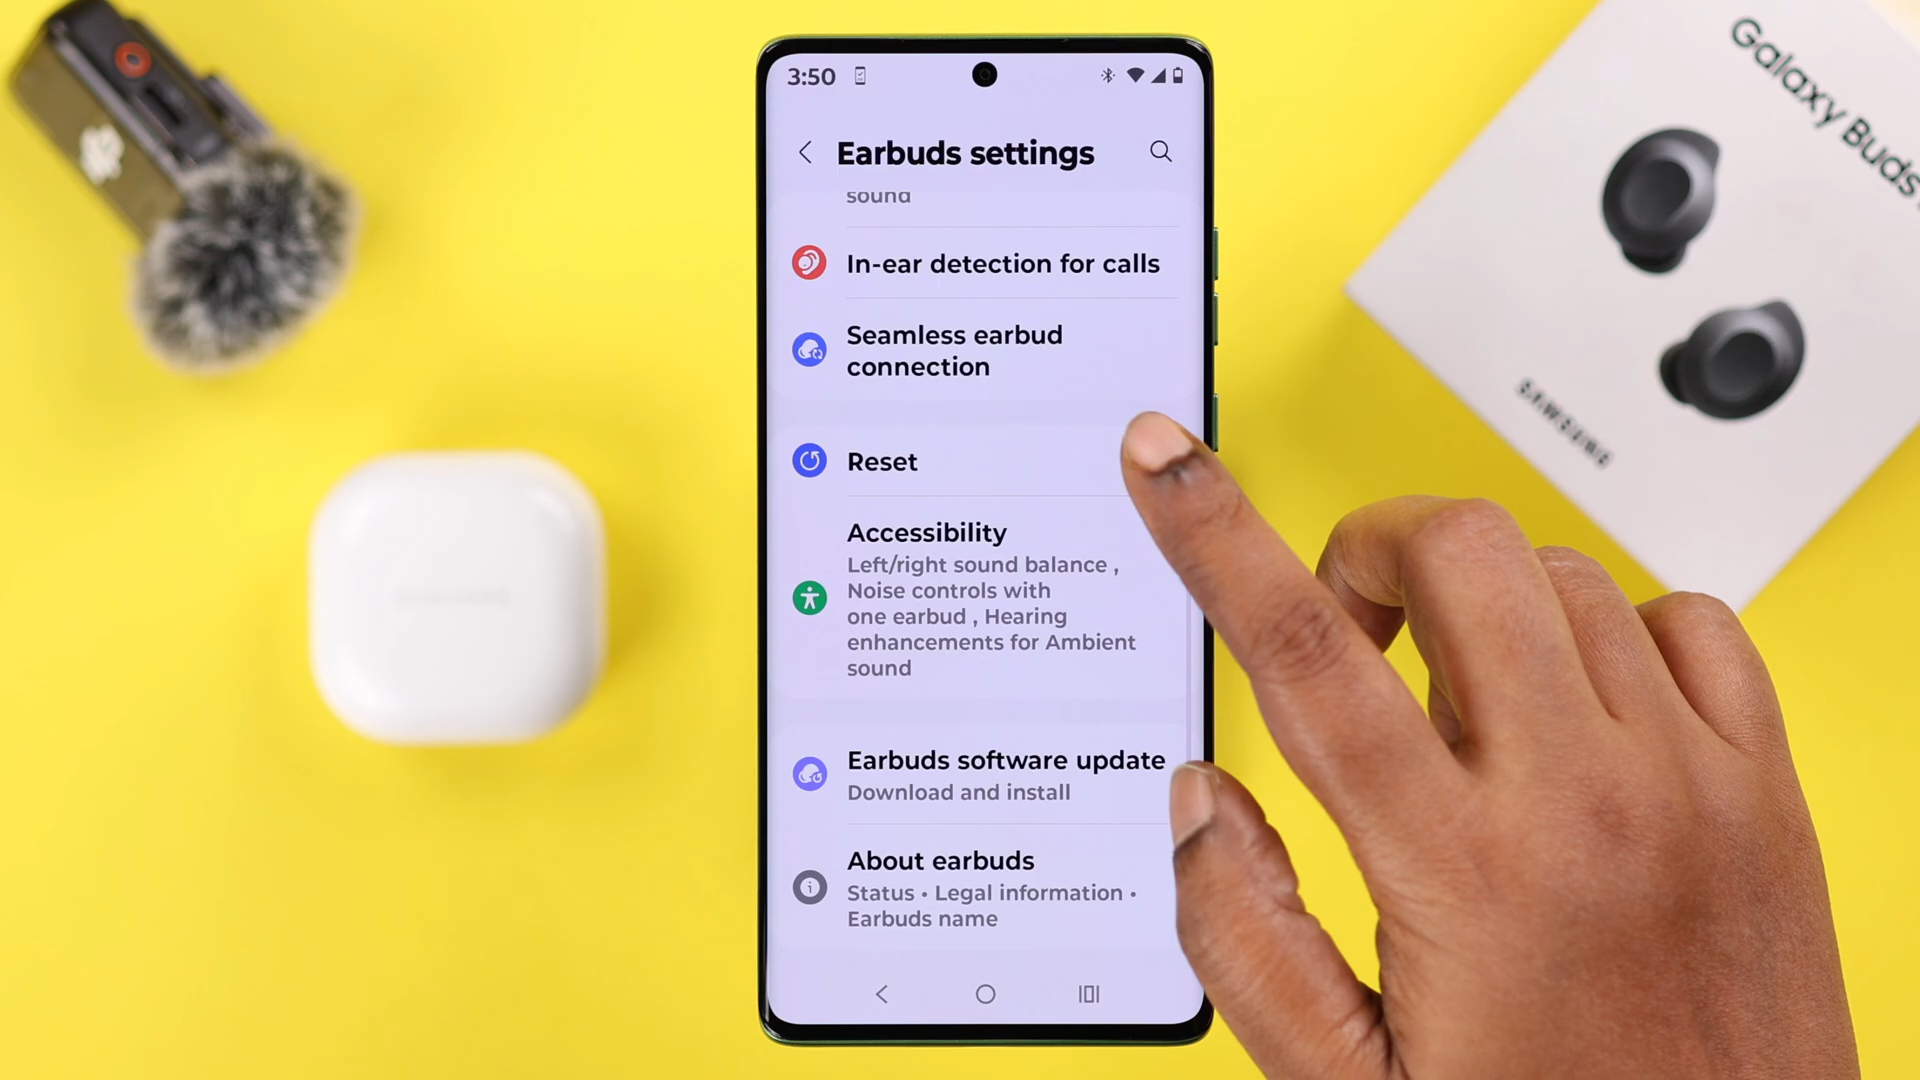 3:50
Earbuds settings
sound
In-ear detection for calls
Seamless earbud
connection
Reset
Accessibility
Left/right sound balance ,
Noise controls with
one earbud , Hearing
enhancements for Ambient
sound
Earbuds software update
Download and install
About earbuds
Status • Legal information •
Earbuds name
Galaxy Buds
SAMSUNG
SAMSUNG